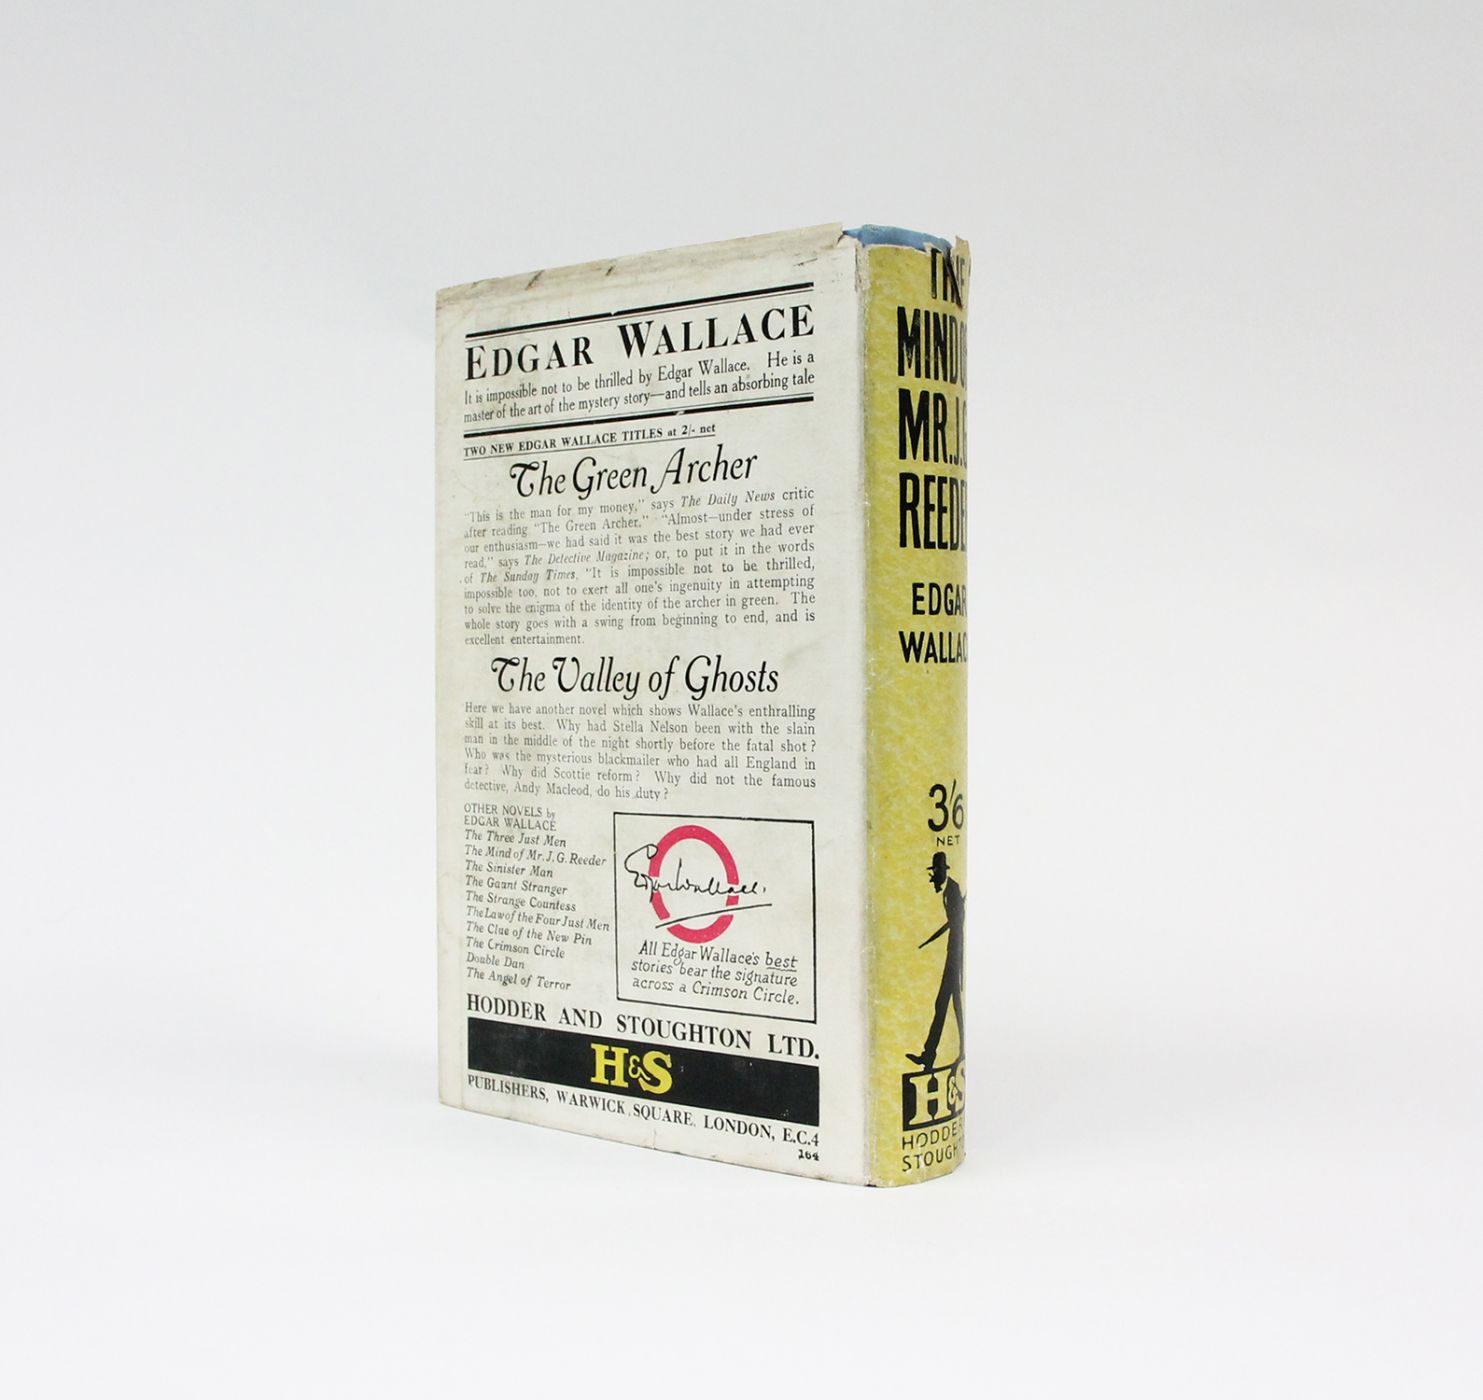 EDGAR WALLACE
It is impossible not to be thrilled by Edgar Wallace. He is a
master of the art of the mystery story—and tells an absorbing tale
TWO NEW EDGAR WALLACE TITLES at 2/- net
The Green Archer
"This is the man for my money," says The Daily News critic
after reading "The Green Archer." "Almost—under stress of
our enthusiasm—we had said it was the best story we had ever
read," says The Detective Magazine; or, to put it in the words
of The Sunday Times, "It is impossible not to be thrilled,
impossible too, not to exert all one's ingenuity in attempting
to solve the enigma of the identity of the archer in green. The
whole story goes with a swing from beginning to end, and is
excellent entertainment.
The Valley of Ghosts
Here we have another novel which shows Wallace's enthralling
skill at its best. Why had Stella Nelson been with the slain
man in the middle of the night shortly before the fatal shot?
Who was the mysterious blackmailer who had all England in
fear? Why did Scottie reform? Why did not the famous
detective, Andy Macleod, do his duty?
OTHER NOVELS by
EDGAR WALLACE
The Three Just Men
The Mind of Mr. J. G. Reeder
The Sinister Man
The Gaunt Stranger
The Strange Countess
The Law of the Four Just Men
The Clue of the New Pin
The Crimson Circle
Double Dan
The Angel of Terror
Edgar Wallace.
All Edgar Wallace's best
stories bear the signature
across a Crimson Circle.
HODDER AND STOUGHTON LTD.
H&S
PUBLISHERS, WARWICK SQUARE, LONDON, E.C.4
164
THE
MIND O
MR. J. G
REEDE
EDGAR
WALLAC
3/6
NET
H&S
HODDER
STOUGHT